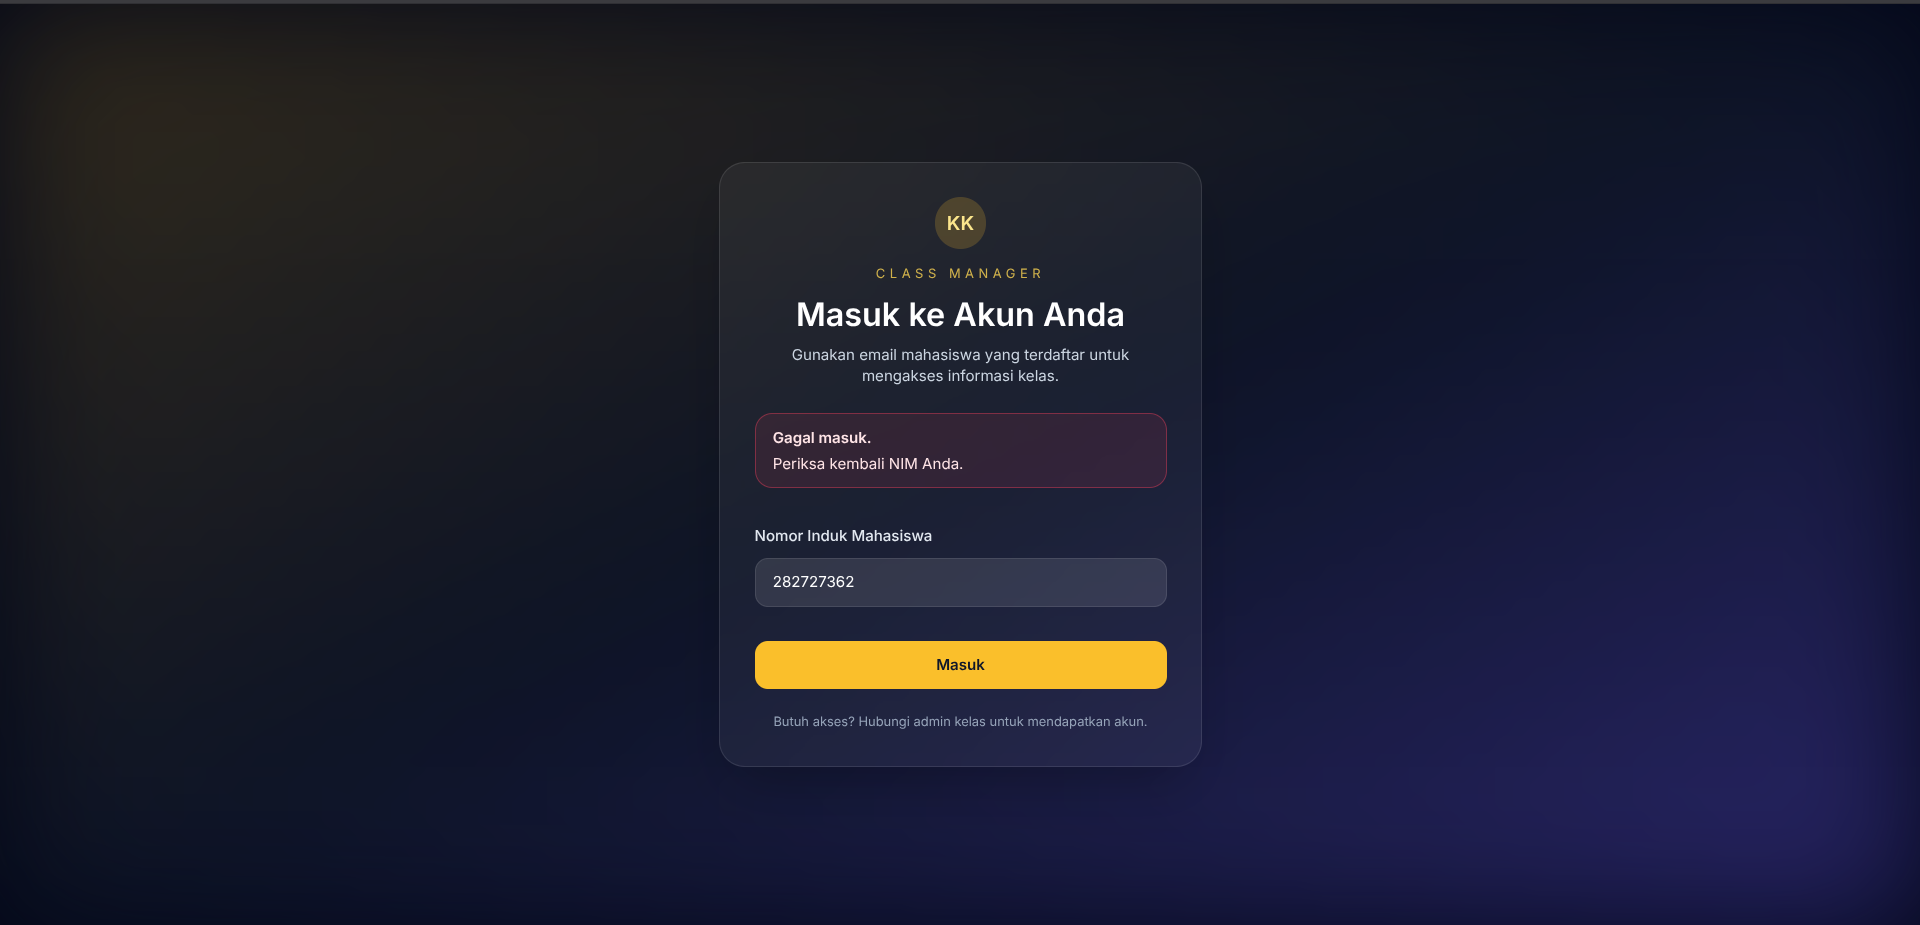 KK
CLASS MANAGER
Masuk ke Akun Anda
Gunakan email mahasiswa yang terdaftar untuk
mengakses informasi kelas.
Gagal masuk.
Periksa kembali NIM Anda.
Nomor Induk Mahasiswa
282727362
Masuk
Butuh akses? Hubungi admin kelas untuk mendapatkan akun.